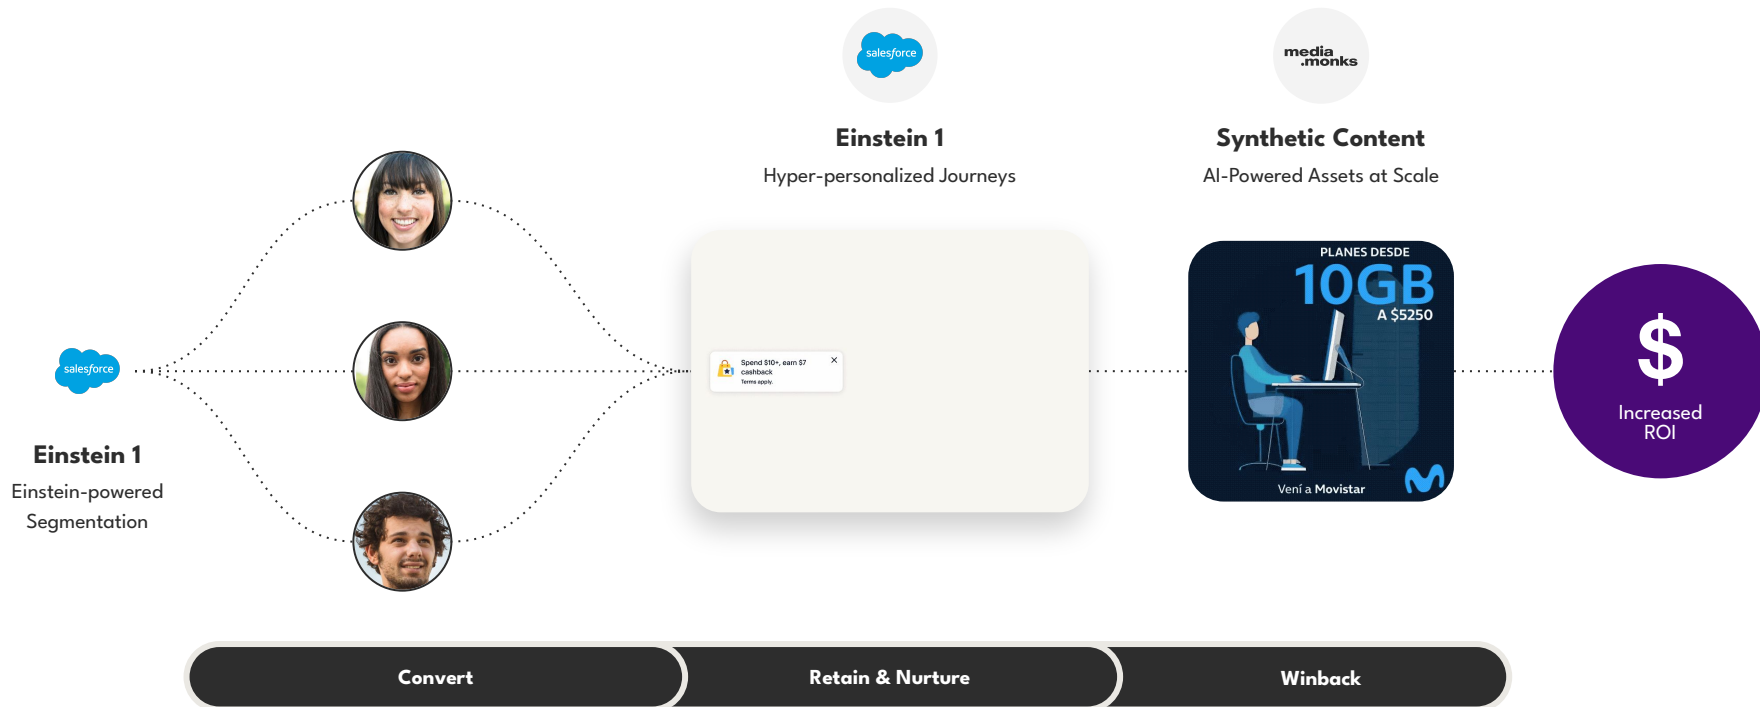 salesforce
Einstein 1
Einstein-powered
Segmentation
salesforce
Einstein 1
Hyper-personalized Journeys
Spend $10+, earn $7
cashback
Terms apply.
media
.monks
Synthetic Content
AI-Powered Assets at Scale
PLANES DESDE
10GB
A $5250
Vení a Movistar
$
Increased
ROI
Convert
Retain & Nurture
Winback